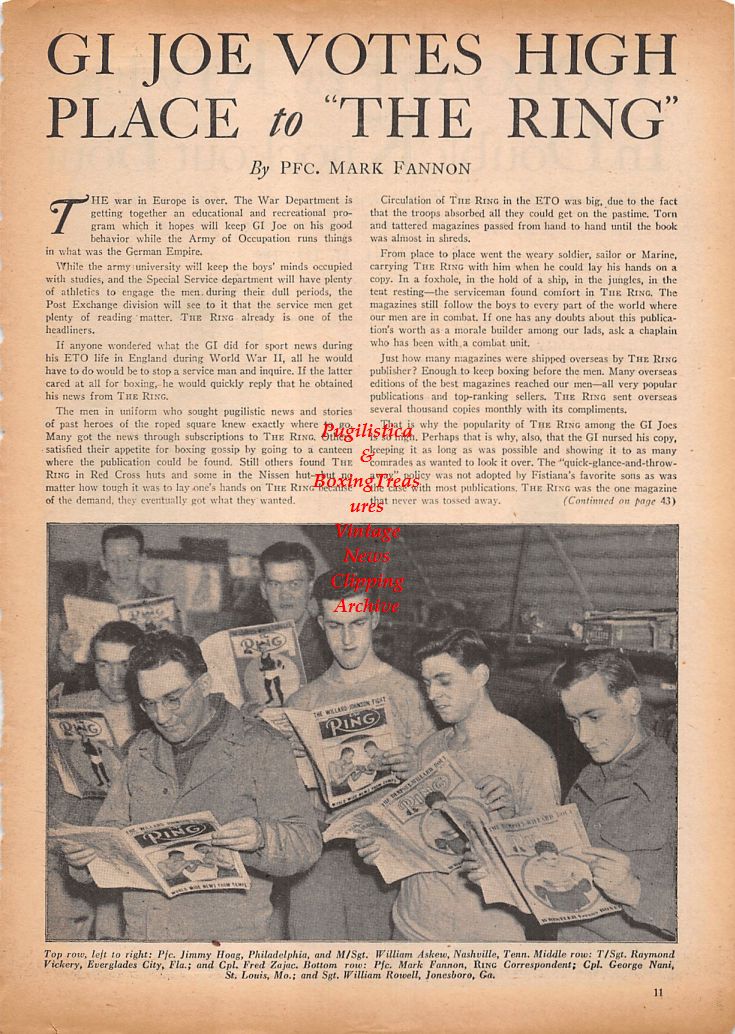 GI JOE VOTES HIGH
PLACE to "THE RING"
By PFC. MARK FANNON
THE war in Europe is over. The War Department is
getting together an educational and recreational pro-
gram which it hopes will keep GI Joe on his good
behavior while the Army of Occupation runs things
in what was the German Empire.
While the army university will keep the boys' minds occupied
with studies, and the Special Service department will have plenty
of athletics to engage the men during their dull periods, the
Post Exchange division will see to it that the service men get
plenty of reading matter. THE RING already is one of the
headliners.
If anyone wondered what the GI did for sport news during
his ETO life in England during World War II, all he would
have to do would be to stop a service man and inquire. If the latter
cared at all for boxing, he would quickly reply that he obtained
his news from THE RING.
The men in uniform who sought pugilistic news and stories
of past heroes of the roped square knew exactly where to go.
Many got the news through subscriptions to THE RING. Others
satisfied their appetite for boxing gossip by going to a canteen
where the publication could be found. Still others found THE
RING in Red Cross huts and some in the Nissen hut—but no
matter how tough it was to lay one's hands on THE RING because
of the demand, they eventually got what they wanted.
Circulation of THE RING in the ETO was big, due to the fact
that the troops absorbed all they could get on the pastime. Torn
and tattered magazines passed from hand to hand until the book
was almost in shreds.
From place to place went the weary soldier, sailor or Marine,
carrying THE RING with him when he could lay his hands on a
copy. In a foxhole, in the hold of a ship, in the jungles, in the
tent resting—the serviceman found comfort in THE RING. The
magazines still follow the boys to every part of the world where
our men are in combat. If one has any doubts about this publica-
tion's worth as a morale builder among our lads, ask a chaplain
who has been with a combat unit.
Just how many magazines were shipped overseas by THE RING
publisher? Enough to keep boxing before the men. Many overseas
editions of the best magazines reached our men—all very popular
publications and top-ranking sellers. THE RING sent overseas
several thousand copies monthly with its compliments.
That is why the popularity of THE RING among the GI Joes
is so high. Perhaps that is why, also, that the GI nursed his copy,
keeping it as long as was possible and showing it to as many
comrades as wanted to look it over. The "quick-glance-and-throw-
away" policy was not adopted by Fistiana's favorite sons as was
the case with most publications. THE RING was the one magazine
that never was tossed away. (Continued on page 43)
Pugilistica
&
BoxingTreas
ures
Vintage
News
Clipping
Archive
RING
RING
RING
THE WILLARD-JOHNSON FIGHT
RING
WORLD WIDE NEWS FROM CAMPS
THE DEMPSEY-WILLARD BOUT
RING
THE WILLARD-JOHNSON
RING
WORLD WIDE NEWS FROM CAMPS
THE DEMPSEY-WILLARD BOUT
RING
Top row, left to right: Pfc. Jimmy Hoag, Philadelphia, and M/Sgt. William Askew, Nashville, Tenn. Middle row: T/Sgt. Raymond
Vickery, Everglades City, Fla.; and Cpl. Fred Zajac. Bottom row: Pfc. Mark Fannon, RING Correspondent; Cpl. George Nani,
St. Louis, Mo.; and Sgt. William Rowell, Jonesboro, Ga.
11